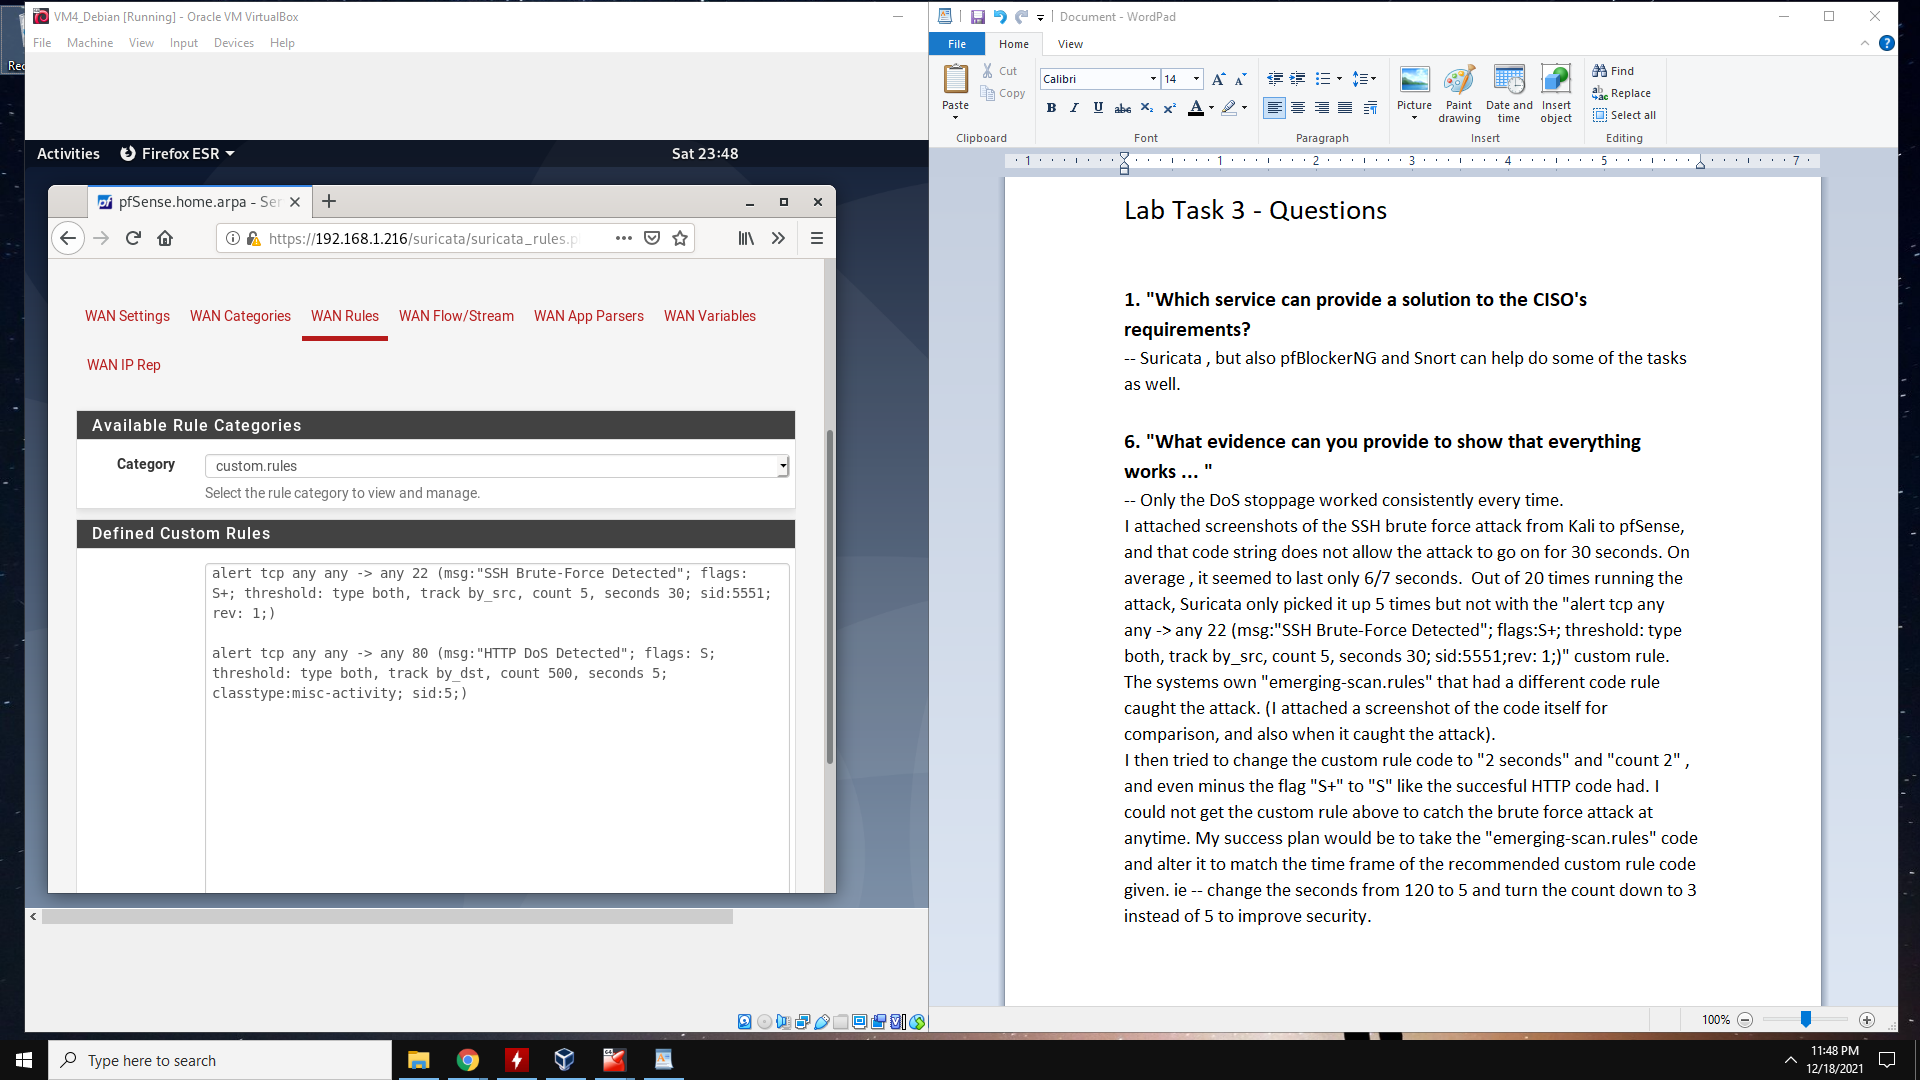 VM4_Debian [Running] - Oracle VM VirtualBox
File Machine View Input Devices Help
Rec
Activities Firefox ESR Sat 23:48
pfSense.home.arpa - Ser
https://192.168.1.216/suricata/suricata_rules.p
WAN Settings WAN Categories WAN Rules WAN Flow/Stream WAN App Parsers WAN Variables
WAN IP Rep
Available Rule Categories
Category custom.rules
Select the rule category to view and manage.
Defined Custom Rules
alert tcp any any -> any 22 (msg:"SSH Brute-Force Detected"; flags:
S+; threshold: type both, track by_src, count 5, seconds 30; sid:5551;
rev: 1;)
alert tcp any any -> any 80 (msg:"HTTP DoS Detected"; flags: S;
threshold: type both, track by_dst, count 500, seconds 5;
classtype:misc-activity; sid:5;)
Document - WordPad
File Home View
Paste Cut Copy
Calibri 14
B I U abc X₂ X² A
Picture Paint drawing Date and time Insert object
Find
Replace
Select all
Clipboard Font Paragraph Insert Editing
1 1 2 3 4 5 7
Lab Task 3 - Questions
1. "Which service can provide a solution to the CISO's
requirements?
-- Suricata , but also pfBlockerNG and Snort can help do some of the tasks
as well.
6. "What evidence can you provide to show that everything
works ... "
-- Only the DoS stoppage worked consistently every time.
I attached screenshots of the SSH brute force attack from Kali to pfSense,
and that code string does not allow the attack to go on for 30 seconds. On
average , it seemed to last only 6/7 seconds.  Out of 20 times running the
attack, Suricata only picked it up 5 times but not with the "alert tcp any
any -> any 22 (msg:"SSH Brute-Force Detected"; flags:S+; threshold: type
both, track by_src, count 5, seconds 30; sid:5551;rev: 1;)" custom rule.
The systems own "emerging-scan.rules" that had a different code rule
caught the attack. (I attached a screenshot of the code itself for
comparison, and also when it caught the attack).
I then tried to change the custom rule code to "2 seconds" and "count 2" ,
and even minus the flag "S+" to "S" like the succesful HTTP code had. I
could not get the custom rule above to catch the brute force attack at
anytime. My success plan would be to take the "emerging-scan.rules" code
and alter it to match the time frame of the recommended custom rule code
given. ie -- change the seconds from 120 to 5 and turn the count down to 3
instead of 5 to improve security.
100%
Type here to search
11:48 PM
12/18/2021